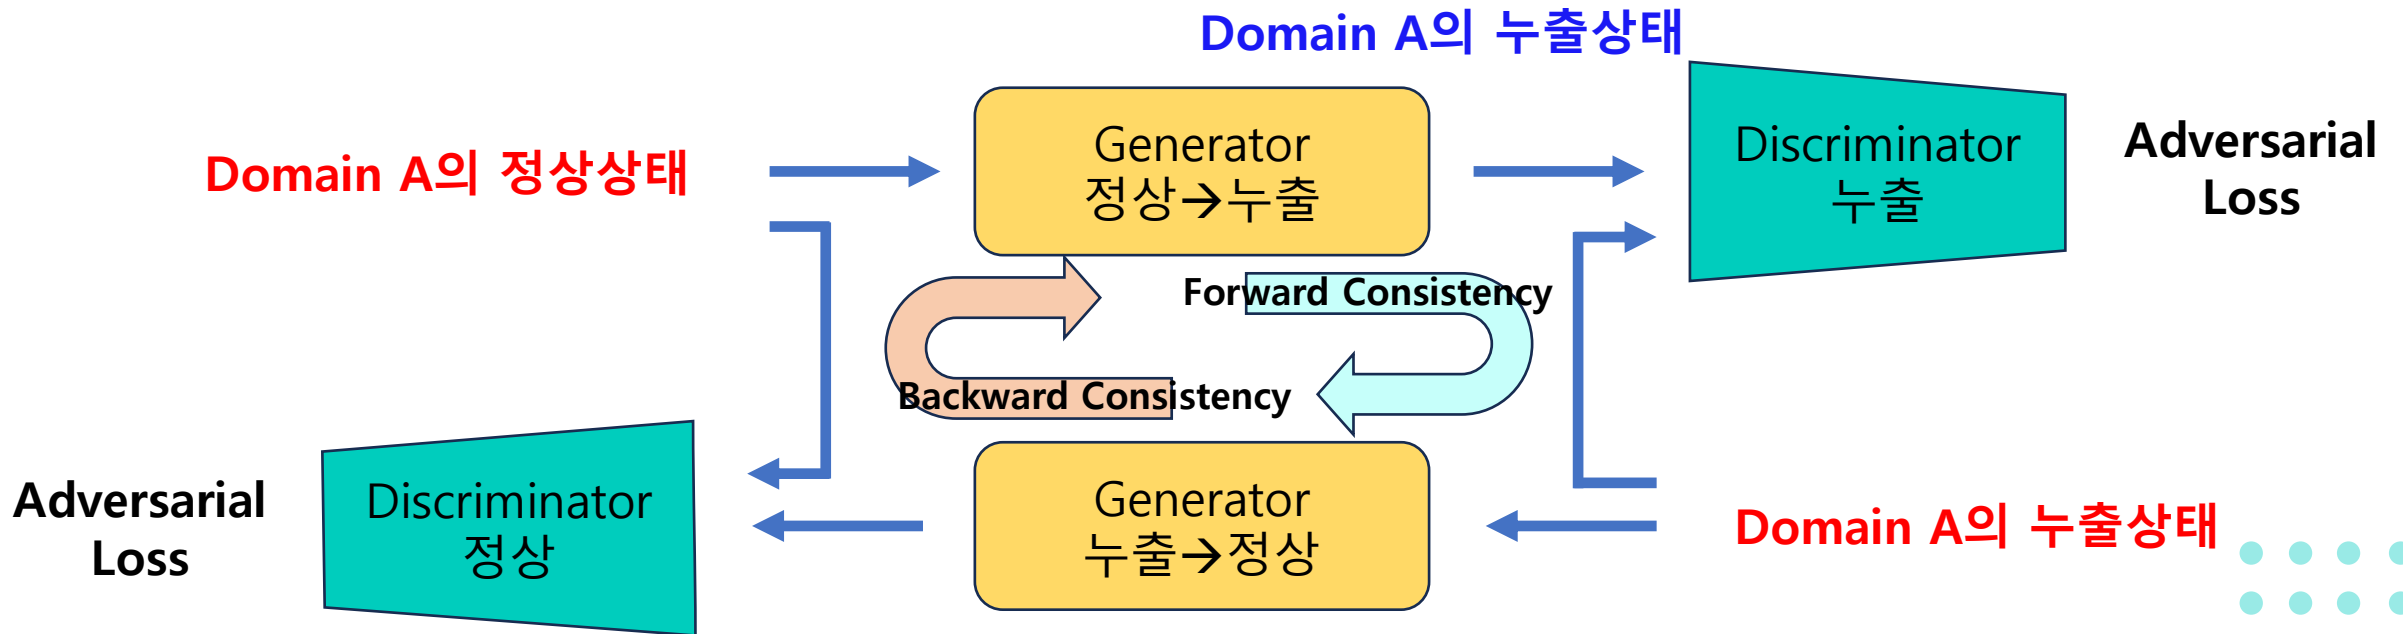 Domain A의 누출상태
Domain A의 정상상태
Generator
정상→누출
Discriminator
누출
Adversarial
Loss
Forward Consistency
Backward Consistency
Adversarial
Loss
Discriminator
정상
Generator
누출→정상
Domain A의 누출상태